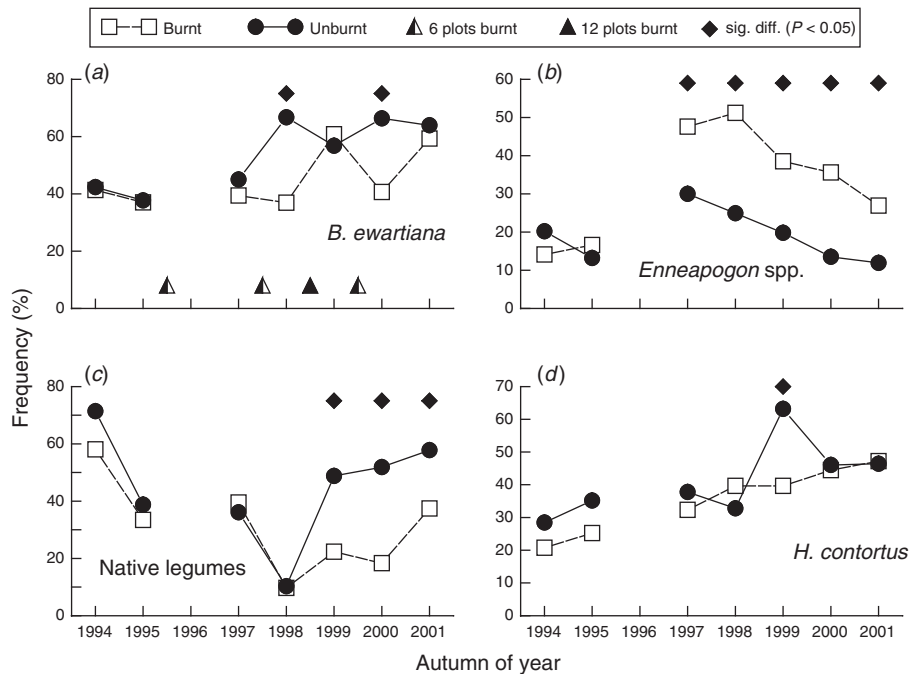 Burnt Unburnt 6 plots burnt 12 plots burnt sig. diff. (P < 0.05)
(a)
80
60
40
20
0
B. ewartiana
(b)
60
50
40
30
20
10
0
Enneapogon spp.
Frequency (%)
(c)
80
60
40
20
0
Native legumes
1994 1995 1996 1997 1998 1999 2000 2001
(d)
70
60
50
40
30
20
10
0
H. contortus
1994 1995 1996 1997 1998 1999 2000 2001
Autumn of year